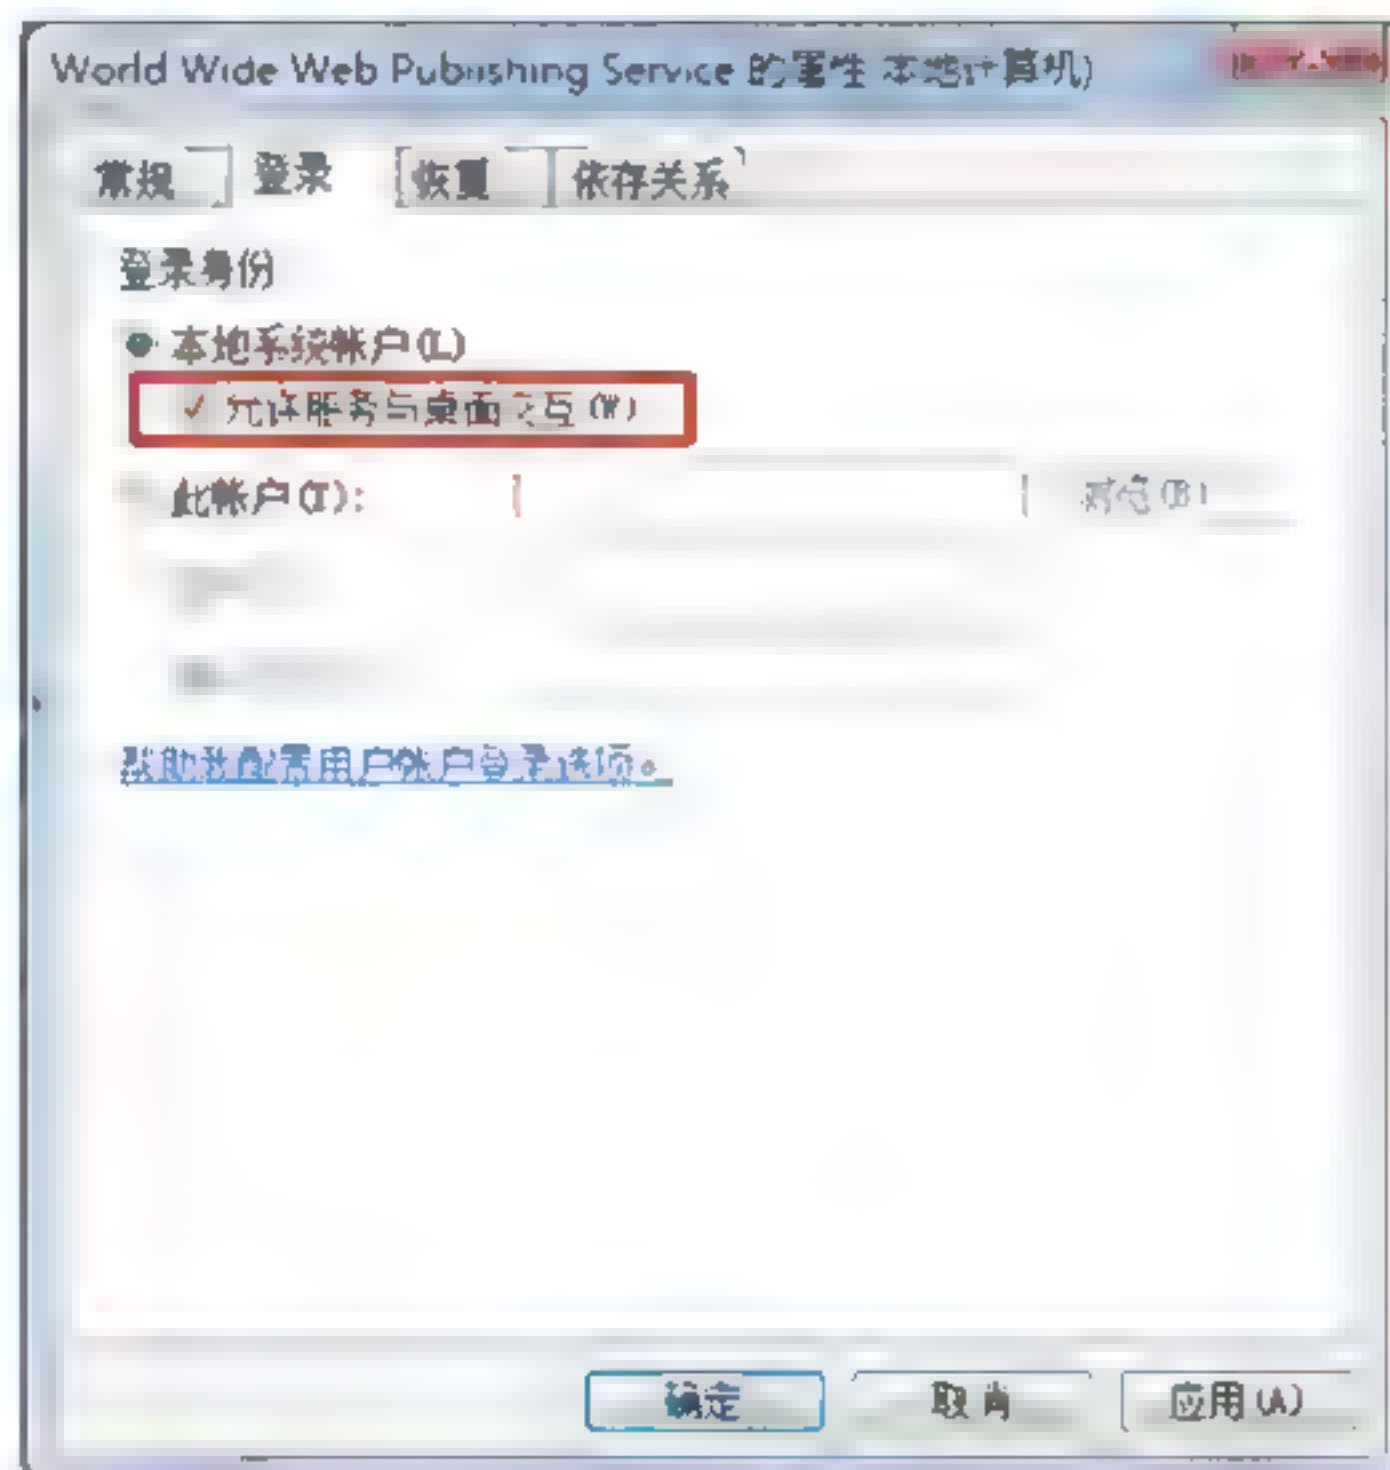 World Wide Web Publishing Service 的属性(本地计算机)
常规 登录 恢复 依存关系
登录身份
本地系统帐户(L)
允许服务与桌面交互(W)
此帐户(T):
浏览(B)
帮助我配置用户帐户登录选项。
确定 取消 应用(A)